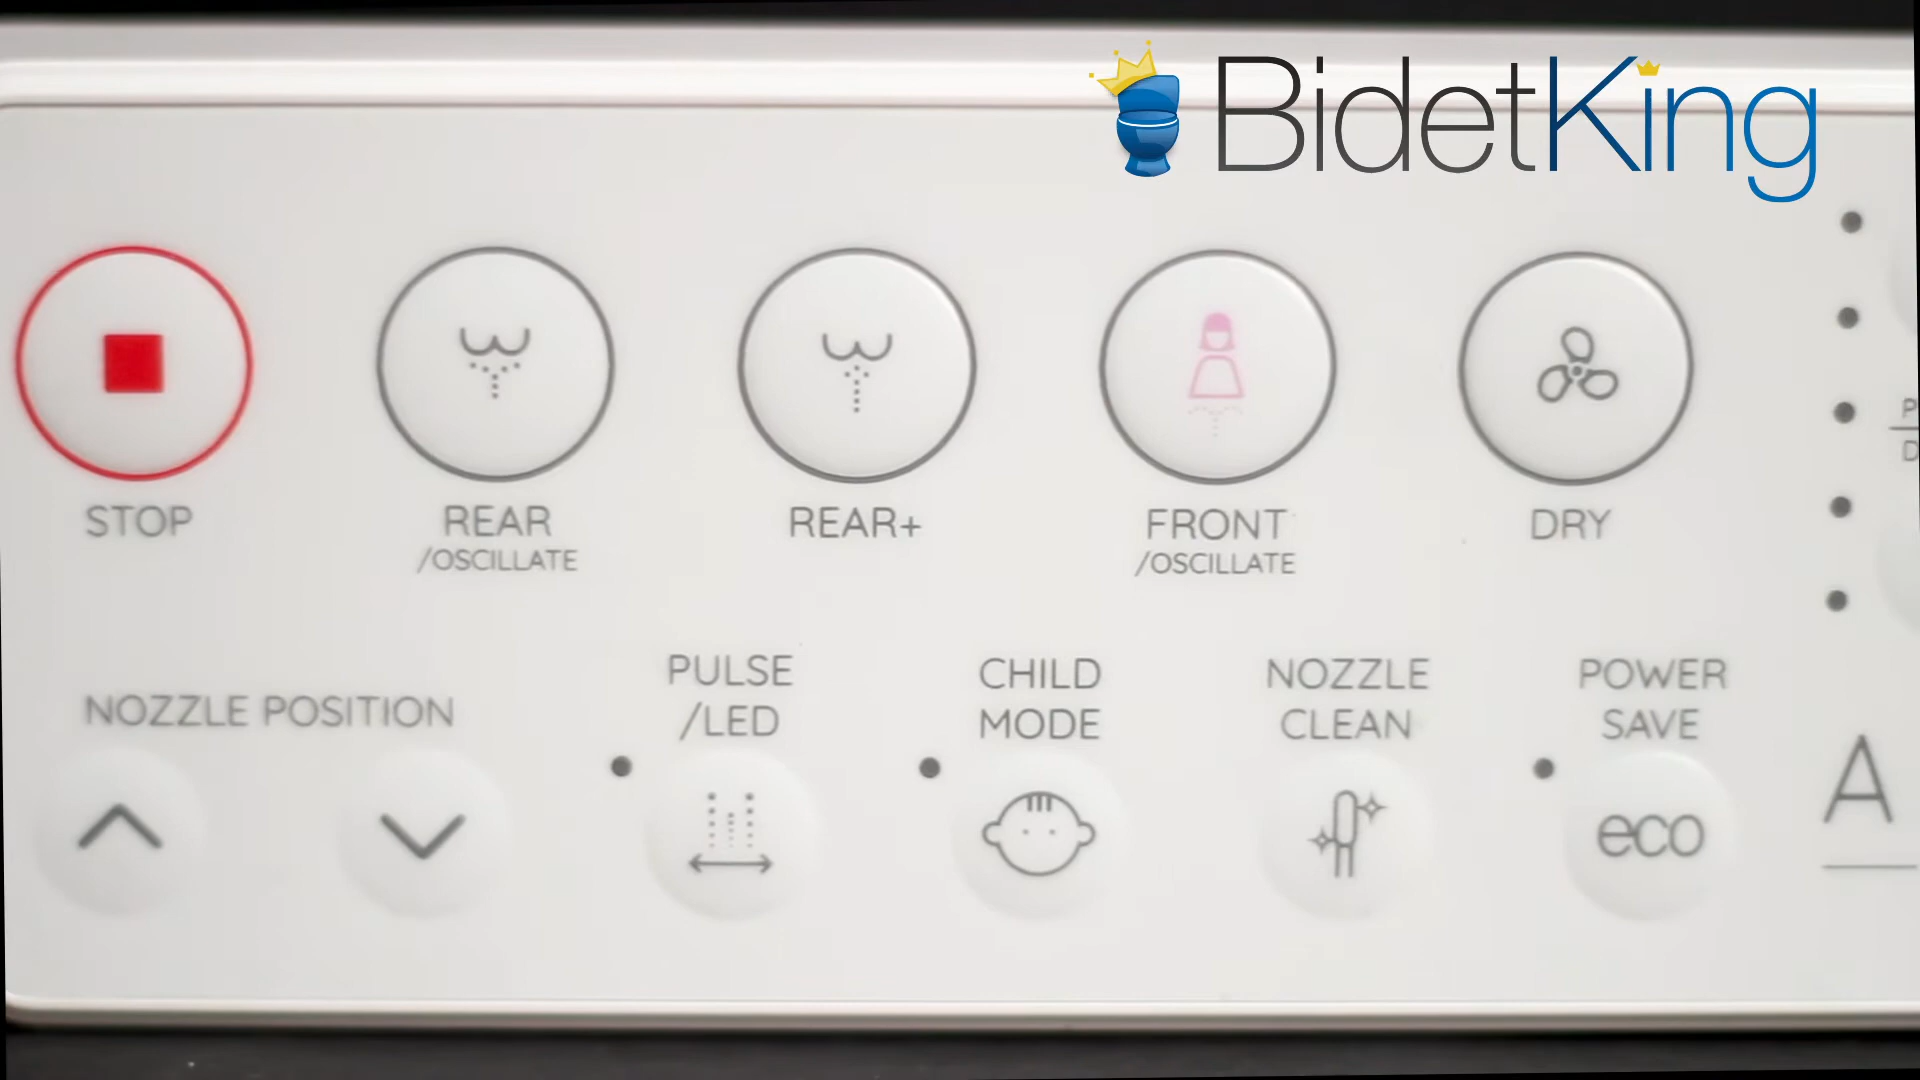 BidetKing
STOP
REAR
/OSCILLATE
REAR+
FRONT
/OSCILLATE
DRY
NOZZLE POSITION
PULSE
/LED
CHILD
MODE
NOZZLE
CLEAN
POWER
SAVE
eco